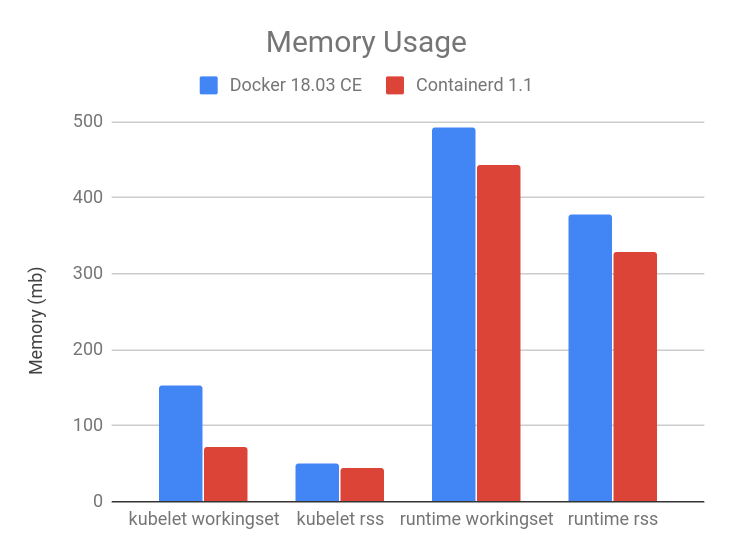 Memory Usage
Docker 18.03 CE Containerd 1.1
500
400
300
200
100
0
Memory (mb)
kubelet workingset kubelet rss runtime workingset runtime rss